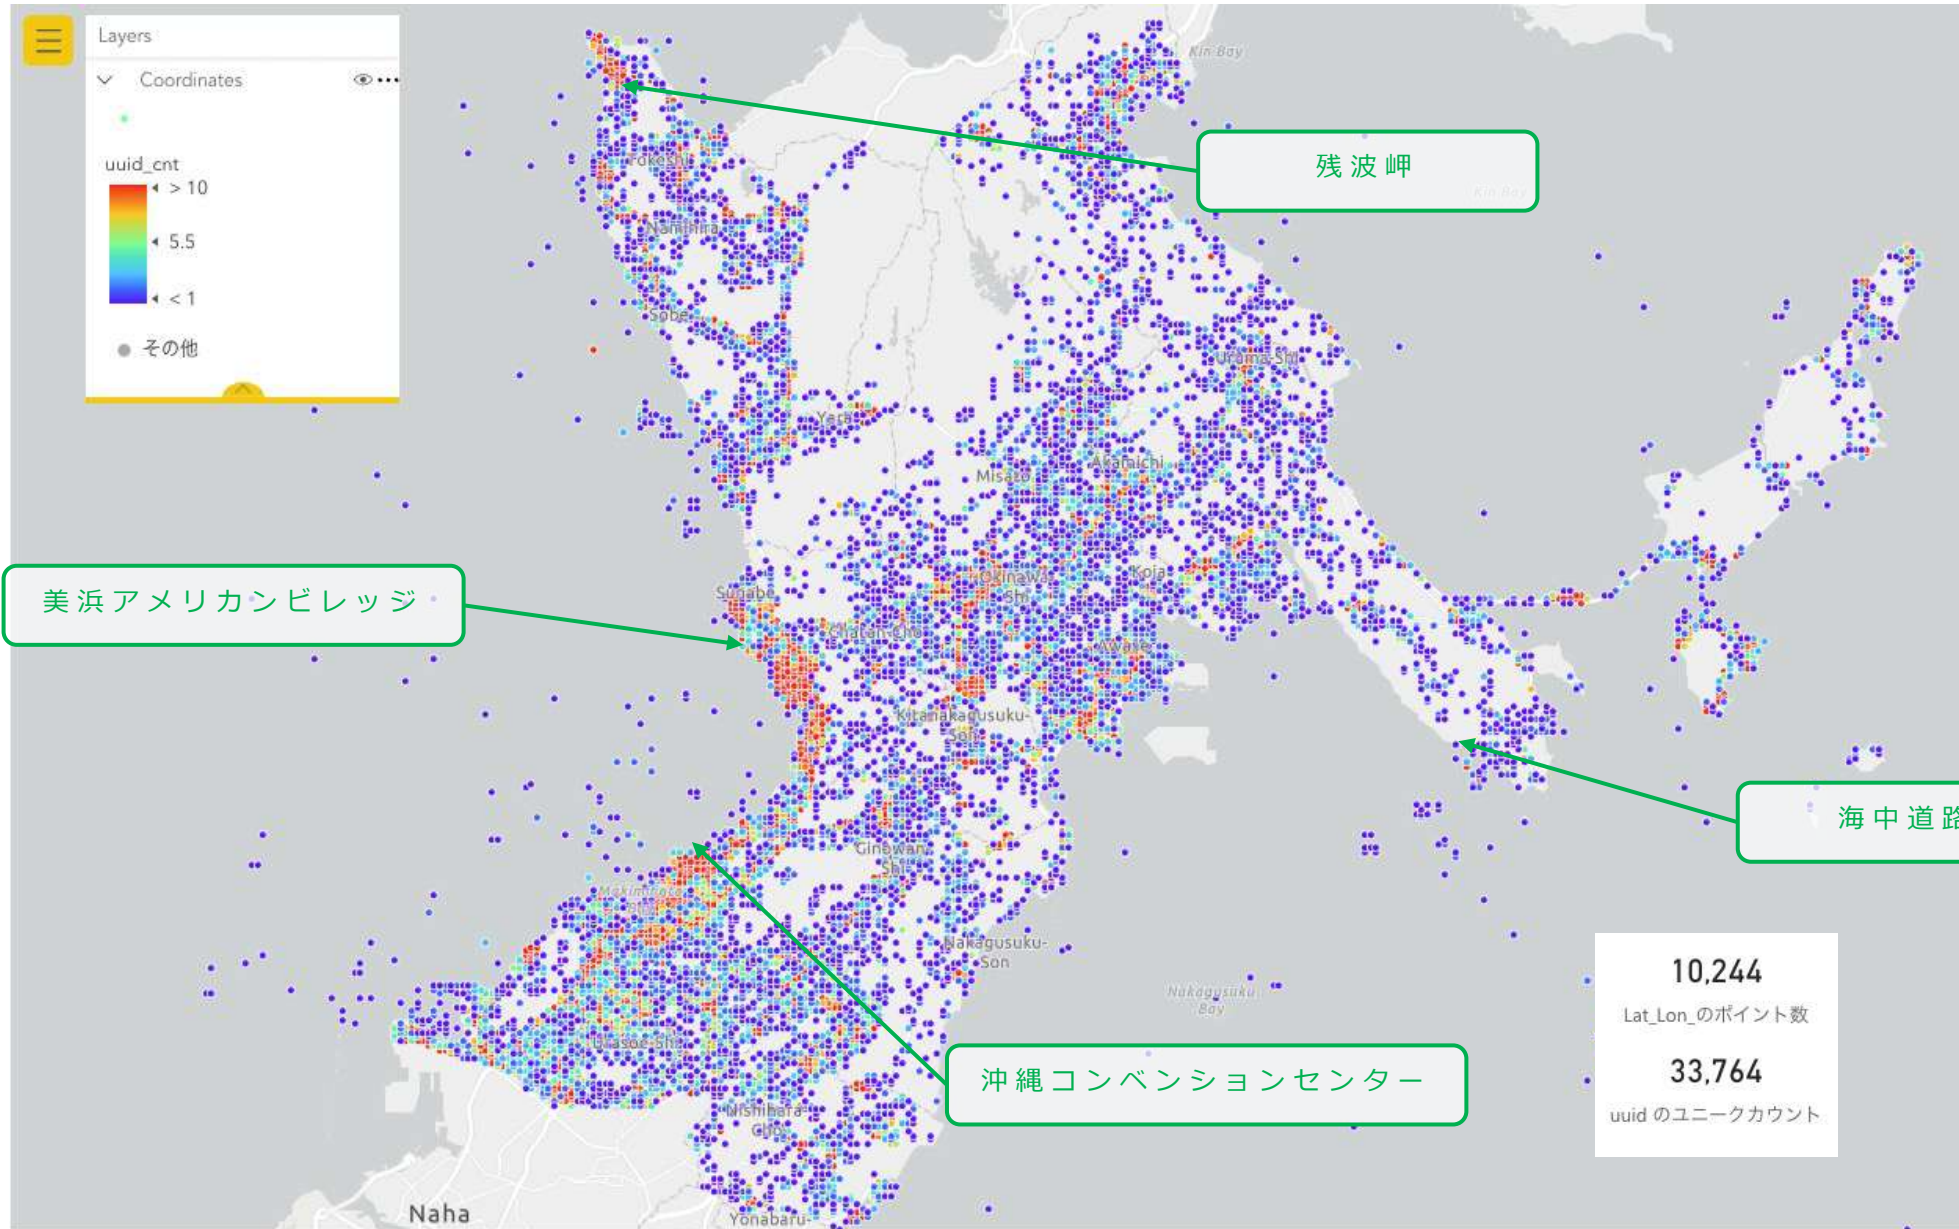 Layers
Coordinates
uuid_cnt
> 10
5.5
< 1
その他
Kin Bay
残波岬
Kin Bay
Tokeshi
Namihira
Sobe
Uruma-Shi
Yara
Misato
Akamichi
美浜アメリカンビレッジ
Sunabe
Okinawa-
Shi
Koja
Chatan-Cho
Awase
Kitanakagusuku-
Son
海中道路
Ginowan-
Shi
Makiminato
Nakagusuku-
Son
Nakagusuku
Bay
10,244
Lat_Lon_のポイント数
33,764
uuid のユニークカウント
Urasoe-Shi
沖縄コンベンションセンター
Nishihara-
Cho
Naha
Yonabaru-